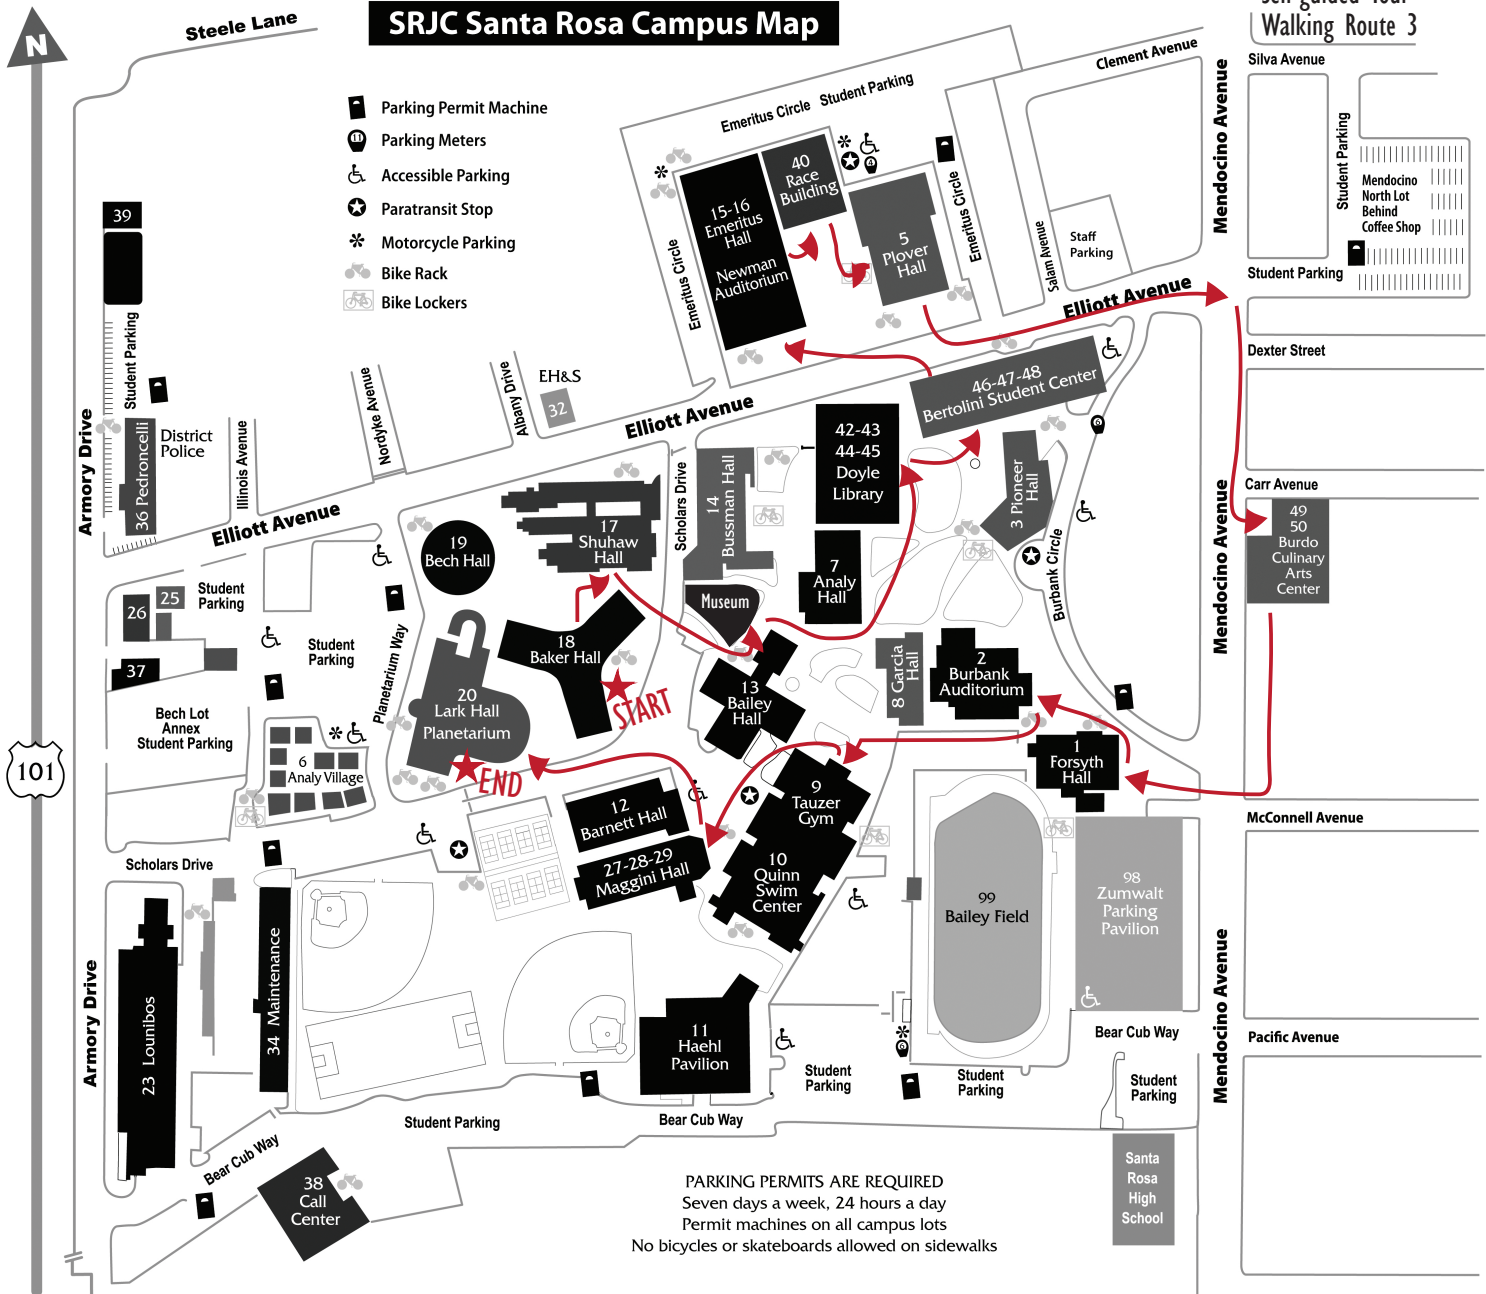 SRJC Santa Rosa Campus Map
self-guided Tour
Walking Route 3
N
Steele Lane
Parking Permit Machine
11
Parking Meters
Accessible Parking
Paratransit Stop
Motorcycle Parking
Bike Rack
Bike Lockers
Emeritus Circle
Student Parking
Clement Avenue
Mendocino Avenue
Silva Avenue
Student Parking
Mendocino
North Lot
Behind
Coffee Shop
Student Parking
40
Race
Building
15-16
Emeritus
Hall
Newman
Auditorium
4
5
Plover
Hall
Emeritus Circle
Emeritus Circle
Salam Avenue
Staff
Parking
Elliott Avenue
Dexter Street
39
Student Parking
Armory Drive
36 Pedroncelli
District
Police
Illinois Avenue
Nordyke Avenue
Albany Drive
EH&S
32
Elliott Avenue
Elliott Avenue
46-47-48
Bertolini Student Center
42-43
44-45
Doyle
Library
6
3 Pioneer
Hall
Scholars Drive
14
Bussman Hall
17
Shuhaw
Hall
19
Bech Hall
7
Analy
Hall
Museum
Burbank Circle
Mendocino Avenue
Carr Avenue
49
50
Burdo
Culinary
Arts
Center
26
25
Student
Parking
37
Student
Parking
Planetarium Way
18
Baker Hall
START
20
Lark Hall
Planetarium
END
13
Bailey
Hall
8 Garcia
Hall
2
Burbank
Auditorium
1
Forsyth
Hall
Bech Lot
Annex
Student Parking
6
Analy Village
101
9
Tauzer
Gym
12
Barnett Hall
27-28-29
Maggini Hall
10
Quinn
Swim
Center
McConnell Avenue
Scholars Drive
99
Bailey Field
98
Zumwalt
Parking
Pavilion
Armory Drive
23 Lounibos
34 Maintenance
11
Haehl
Pavilion
Mendocino Avenue
Bear Cub Way
Pacific Avenue
6
Student
Parking
Student
Parking
Student
Parking
Student Parking
Bear Cub Way
Bear Cub Way
38
Call
Center
Santa
Rosa
High
School
PARKING PERMITS ARE REQUIRED
Seven days a week, 24 hours a day
Permit machines on all campus lots
No bicycles or skateboards allowed on sidewalks